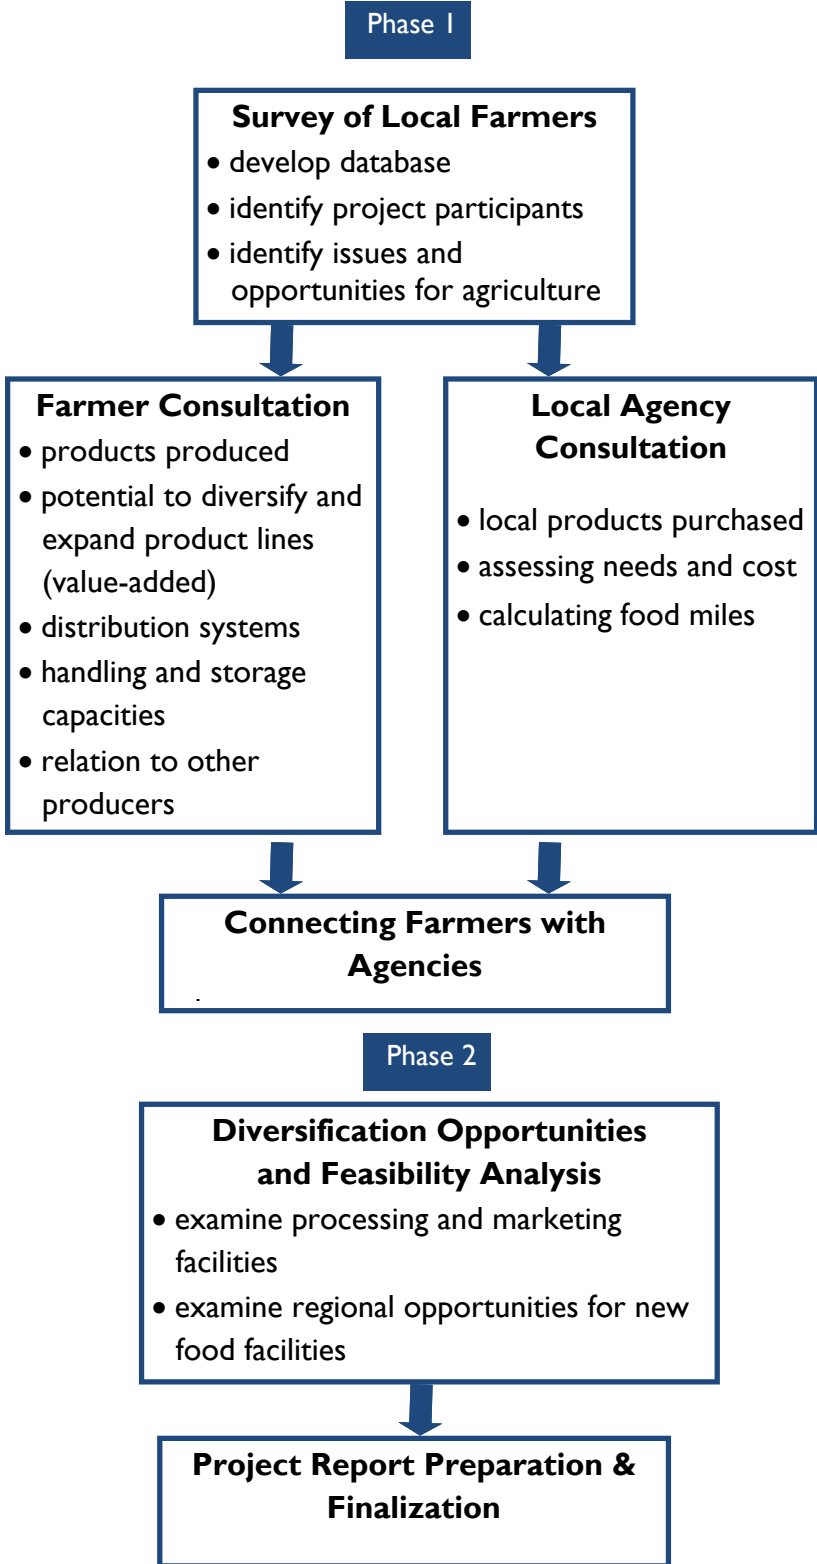 Phase 1
Survey of Local Farmers
• develop database
• identify project participants
• identify issues and
opportunities for agriculture
Farmer Consultation
• products produced
• potential to diversify and
expand product lines
(value-added)
• distribution systems
• handling and storage
capacities
• relation to other
producers
Local Agency
Consultation
• local products purchased
• assessing needs and cost
• calculating food miles
Connecting Farmers with
Agencies
.
Phase 2
Diversification Opportunities
and Feasibility Analysis
• examine processing and marketing
facilities
• examine regional opportunities for new
food facilities
Project Report Preparation &
Finalization